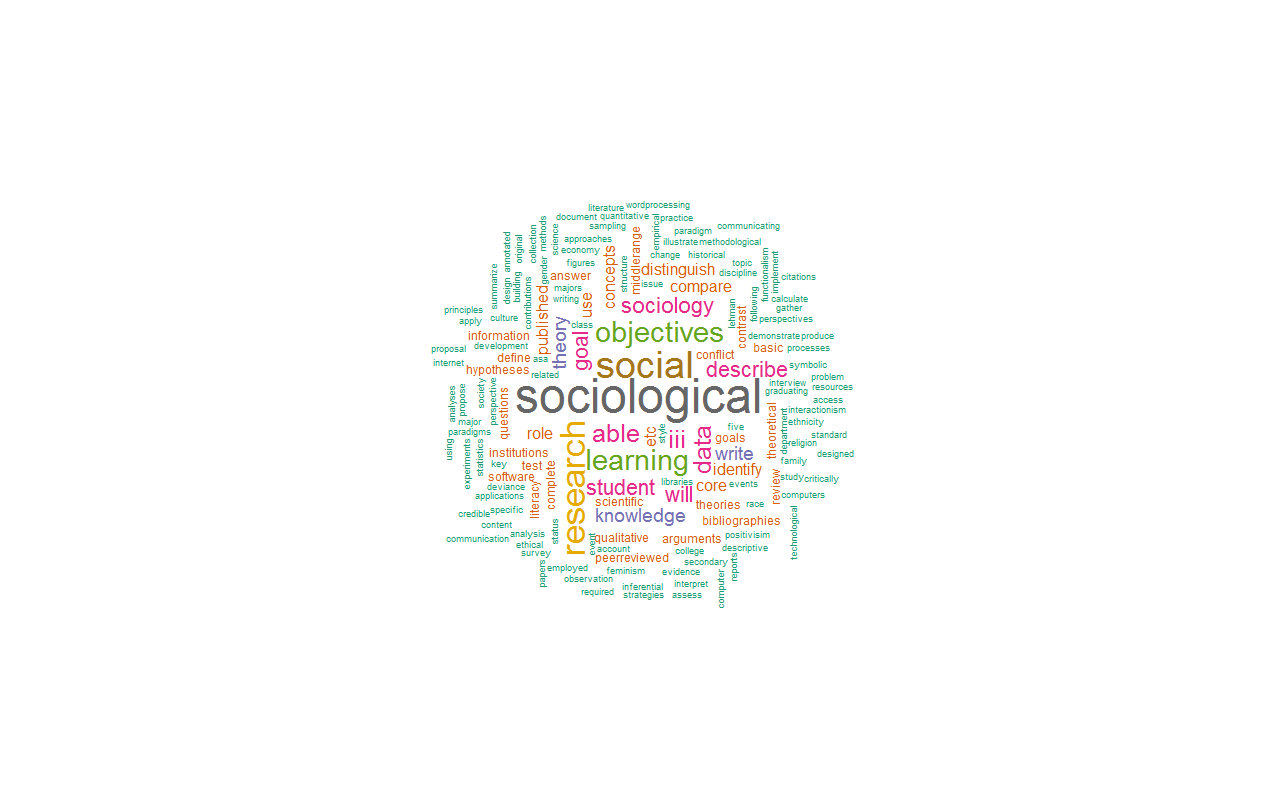 literature
wordprocessing
document
quantitative
practice
sampling
communicating
paradigm
methods
science
empirical
approaches
illustrate
methodological
economy
change
historical
collection
original
annotated
gender
figures
concepts
structure
middlerange
distinguish
topic
discipline
functionalism
implement
citations
summarize
design
building
contributions
answer
majors
issue
compare
writing
published
use
sociology
lehman
following
calculate
gather
principles
apply
culture
perspectives
contrast
class
information
theory
goal
objectives
demonstrate
produce
proposal
development
basic
processes
internet
define
asa
social
conflict
hypotheses
related
describe
symbolic
problem
analyses
propose
society
perspective
sociological
interview
resources
graduating
access
major
paradigms
questions
interactionism
ethnicity
using
experiments
statistics
role
research
able
etc
style
iii
data
five
goals
theoretical
department
standard
religion
institutions
key
test
learning
write
family
designed
software
complete
identify
deviance
applications
student
libraries
will
core
events
review
study
critically
computers
literacy
scientific
theories
race
specific
credible
content
knowledge
bibliographies
technological
status
analysis
communication
ethical
survey
event
qualitative
account
arguments
positivisim
college
descriptive
peerreviewed
secondary
papers
employed
feminism
evidence
reports
observation
inferential
interpret
computer
required
strategies
assess